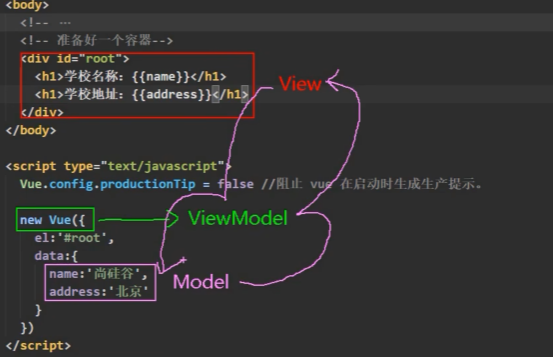 <body>
<!-- ...
<!-- 准备好一个容器-->
<div id="root">
<h1>学校名称：{{name}}</h1>
<h1>学校地址：{{address}}</h1>
</div>
View
</body>
<script type="text/javascript">
Vue.config.productionTip = false //阻止 vue 在启动时生成生产提示。
new Vue({
ViewModel
el:'#root',
data:{
name:'尚硅谷',
Model
address:'北京'
}
})
</script>